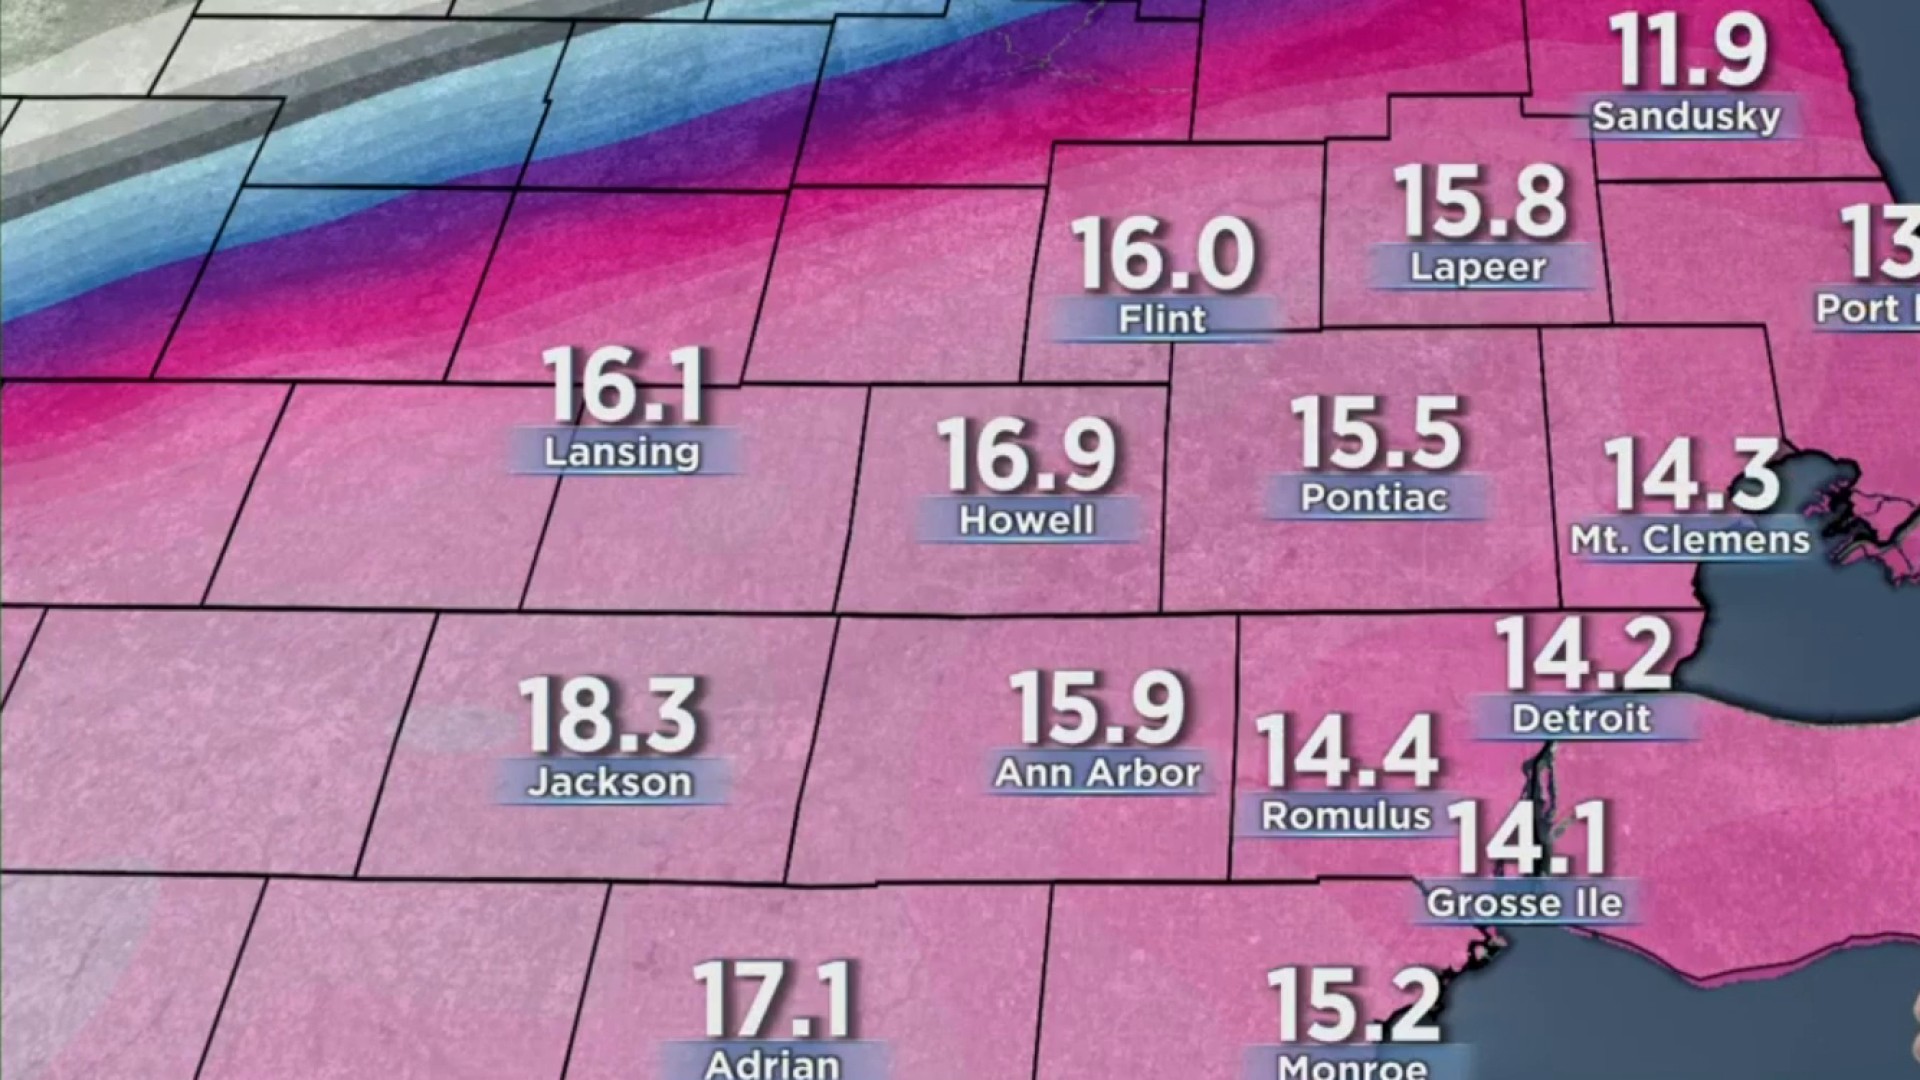 11.9
Sandusky
15.8
Lapeer
13
Port
16.0
Flint
16.1
Lansing
16.9
Howell
15.5
Pontiac
14.3
Mt. Clemens
14.2
Detroit
18.3
Jackson
15.9
Ann Arbor
14.4
Romulus
14.1
Grosse Ile
17.1
Adrian
15.2
Monroe